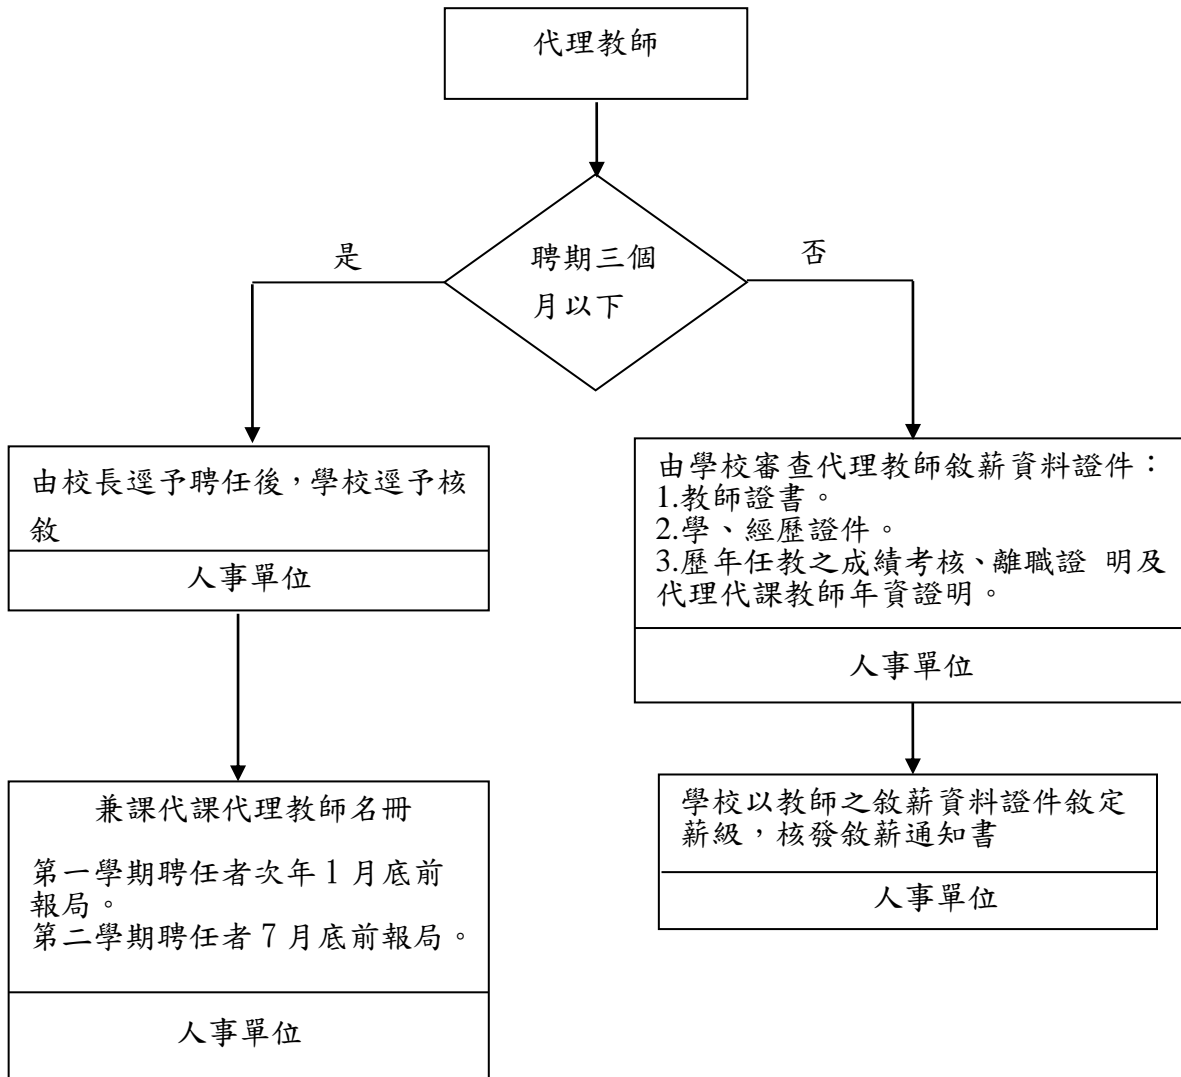 代理教師
聘期三個
月以下
是
否
由校長逕予聘任後，學校逕予核
敘
人事單位
兼課代課代理教師名冊
第一學期聘任者次年1月底前
報局。
第二學期聘任者7月底前報局。
人事單位
由學校審查代理教師敘薪資料證件：
1.教師證書。
2.學、經歷證件。
3.歷年任教之成績考核、離職證 明及
代理代課教師年資證明。
人事單位
學校以教師之敘薪資料證件敘定
薪級，核發敘薪通知書
人事單位